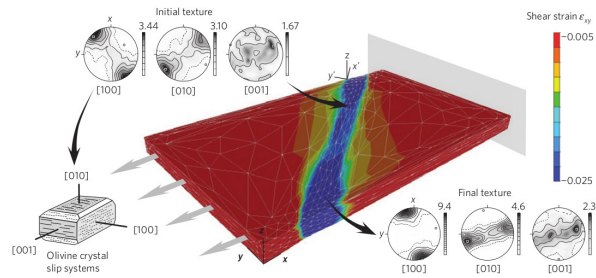 Initial texture
x
y
3.44
3.10
1.67
[100]
[010]
[001]
Shear strain εxy
−0.005
−0.025
z
x'
y'
[010]
[100]
[001]
Olivine crystal
slip systems
z
y
x
Final texture
x
y
9.4
4.6
2.3
[100]
[010]
[001]